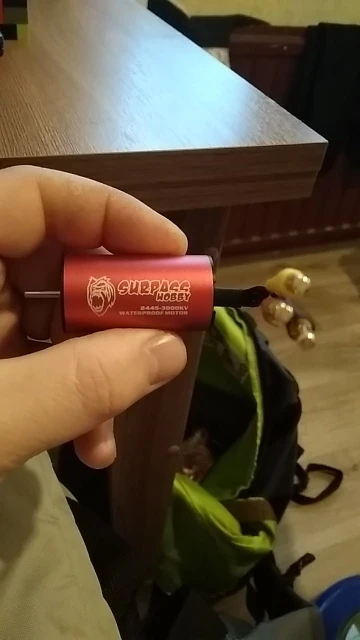 SURPASS
HOBBY
2445-3000KV
WATERPROOF MOTOR